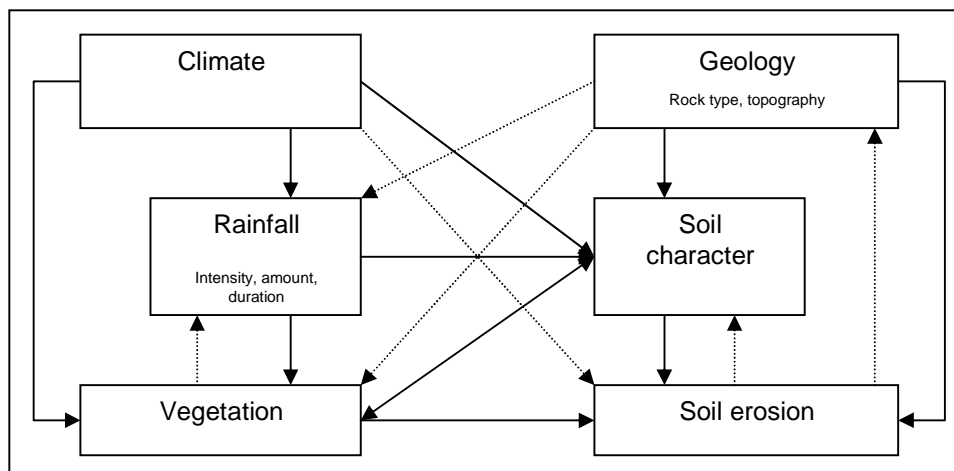 Climate
Geology
Rock type, topography
Rainfall
Intensity, amount,
duration
Soil
character
Vegetation
Soil erosion